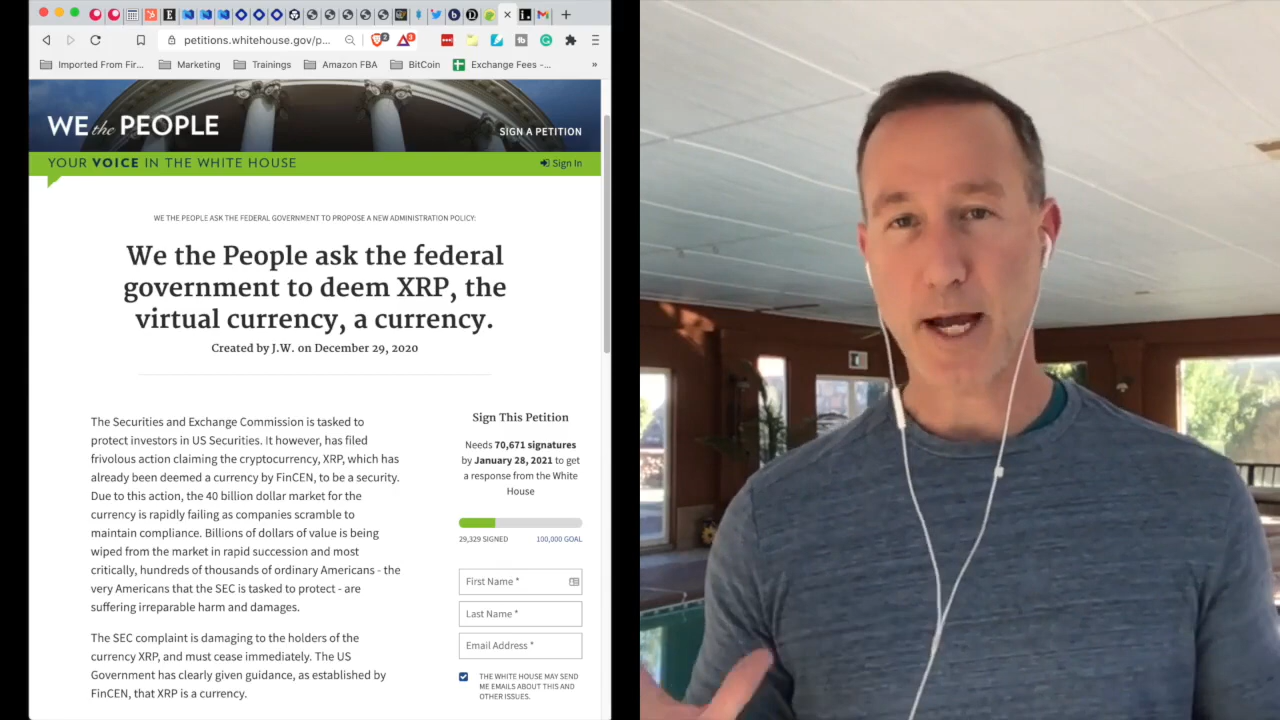 petitions.whitehouse.gov/p...
2
3
Imported From Fir...
Marketing
Trainings
Amazon FBA
BitCoin
Exchange Fees -...
»
WE the PEOPLE
SIGN A PETITION
YOUR VOICE IN THE WHITE HOUSE
Sign In
WE THE PEOPLE ASK THE FEDERAL GOVERNMENT TO PROPOSE A NEW ADMINISTRATION POLICY:
We the People ask the federal
government to deem XRP, the
virtual currency, a currency.
Created by J.W. on December 29, 2020
The Securities and Exchange Commission is tasked to
protect investors in US Securities. It however, has filed
frivolous action claiming the cryptocurrency, XRP, which has
already been deemed a currency by FinCEN, to be a security.
Due to this action, the 40 billion dollar market for the
currency is rapidly failing as companies scramble to
maintain compliance. Billions of dollars of value is being
wiped from the market in rapid succession and most
critically, hundreds of thousands of ordinary Americans - the
very Americans that the SEC is tasked to protect - are
suffering irreparable harm and damages.
The SEC complaint is damaging to the holders of the
currency XRP, and must cease immediately. The US
Government has clearly given guidance, as established by
FinCEN, that XRP is a currency.
Sign This Petition
Needs 70,671 signatures
by January 28, 2021 to get
a response from the White
House
29,329 SIGNED
100,000 GOAL
First Name *
Last Name *
Email Address *
THE WHITE HOUSE MAY SEND
ME EMAILS ABOUT THIS AND
OTHER ISSUES.